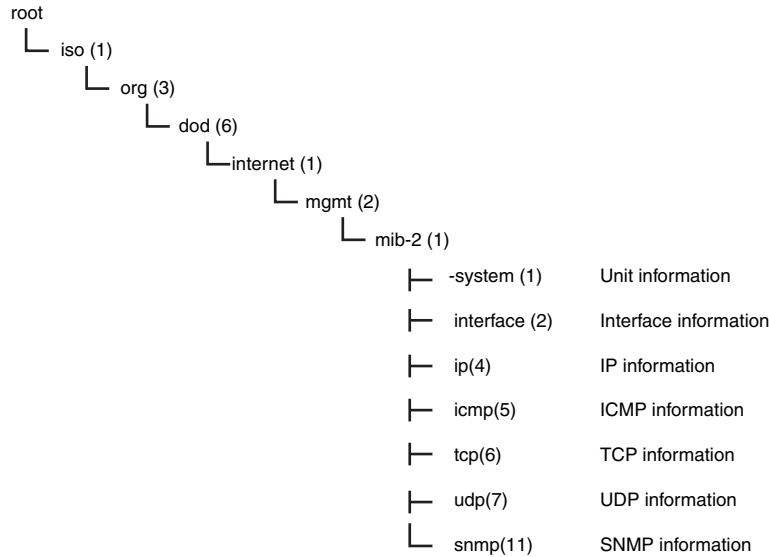 root
iso (1)
org (3)
dod (6)
internet (1)
mgmt (2)
mib-2 (1)
-system (1) Unit information
interface (2) Interface information
ip(4) IP information
icmp(5) ICMP information
tcp(6) TCP information
udp(7) UDP information
snmp(11) SNMP information